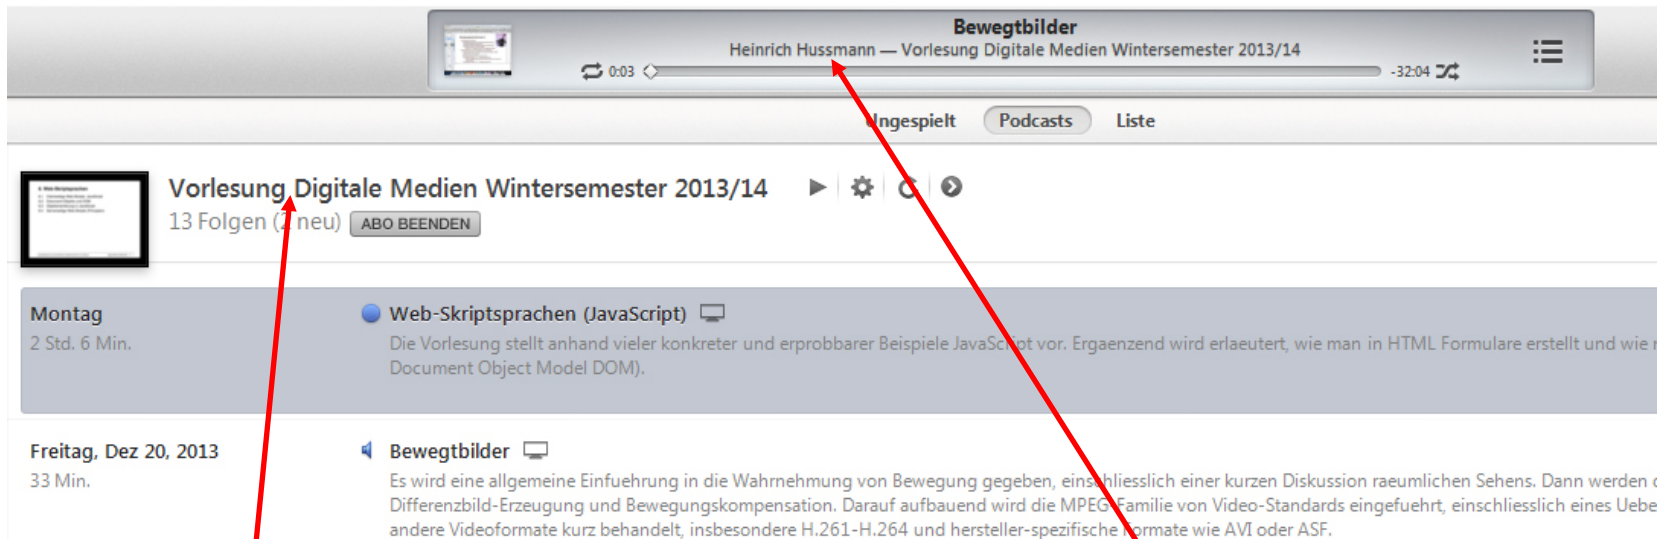 Bewegtbilder
Heinrich Hussmann — Vorlesung Digitale Medien Wintersemester 2013/14
0:03 -32:04
Ungespielt Podcasts Liste
Vorlesung Digitale Medien Wintersemester 2013/14
13 Folgen (2 neu) ABO BEENDEN
Montag
2 Std. 6 Min.
Web-Skriptsprachen (JavaScript)
Die Vorlesung stellt anhand vieler konkreter und erprobbarer Beispiele JavaScript vor. Ergaenzend wird erlaeutert, wie man in HTML Formulare erstellt und wie
Document Object Model DOM).
Freitag, Dez 20, 2013
33 Min.
Bewegtbilder
Es wird eine allgemeine Einfuehrung in die Wahrnehmung von Bewegung gegeben, einschliesslich einer kurzen Diskussion raeumlichen Sehens. Dann werden
Differenzbild-Erzeugung und Bewegungskompensation. Darauf aufbauend wird die MPEG-Familie von Video-Standards eingefuehrt, einschliesslich eines Uebe
andere Videoformate kurz behandelt, insbesondere H.261-H.264 und hersteller-spezifische Formate wie AVI oder ASF.